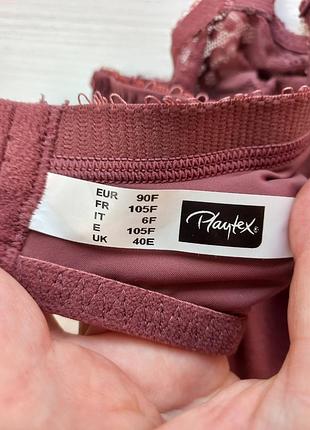 EUR 90F
FR 105F
IT 6F
E 105F
UK 40E
Playtex®